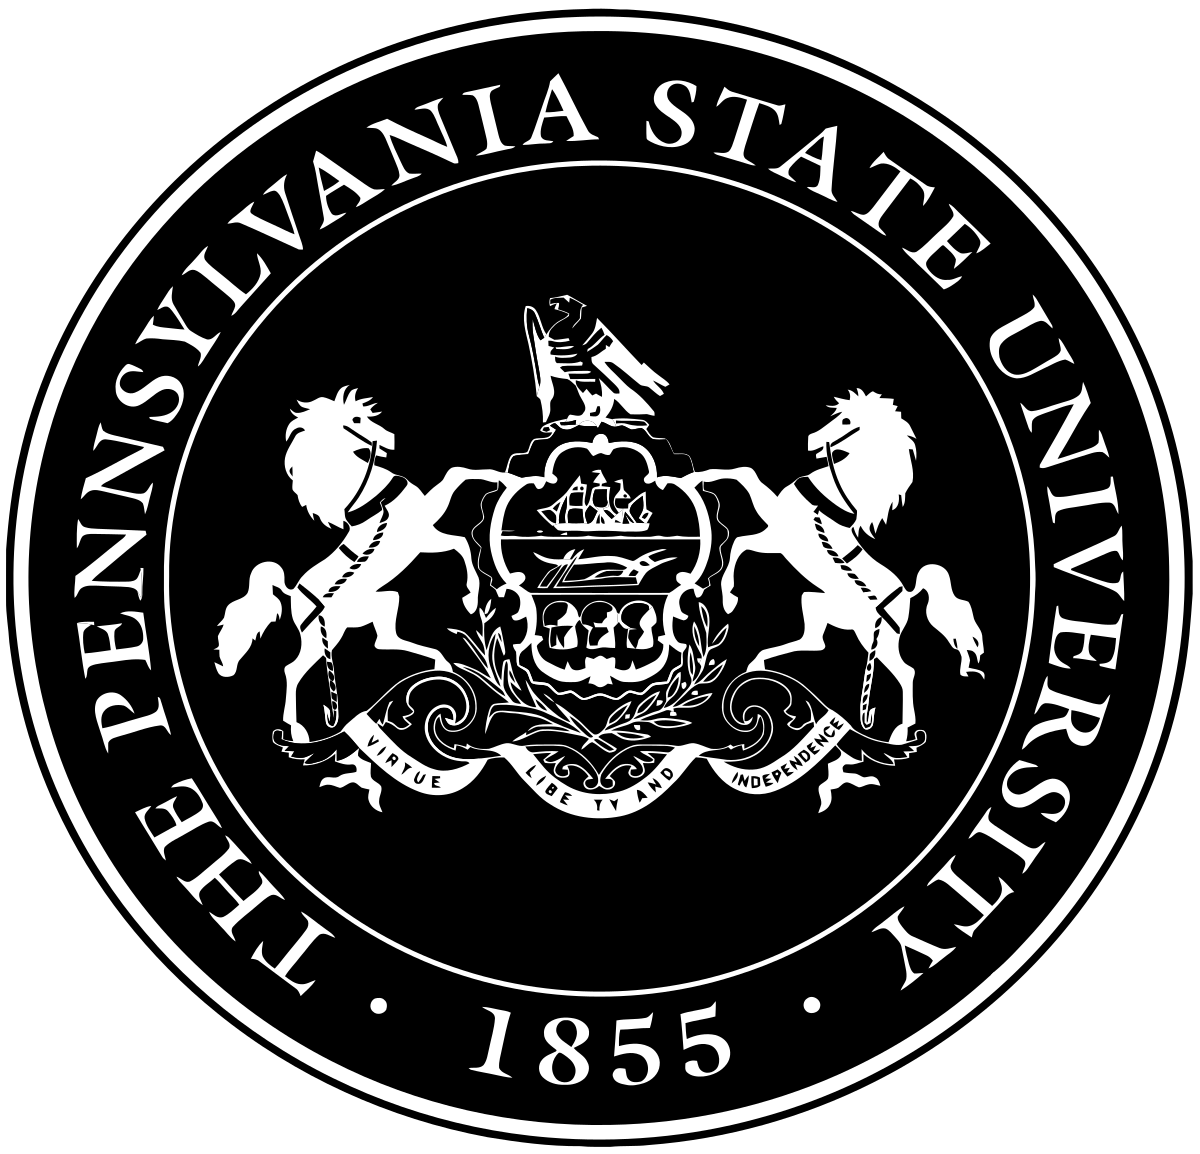 THE PENNSYLVANIA STATE UNIVERSITY
• 1855 •
VIRTUE
LIBE TY AND
INDEPENDENCE